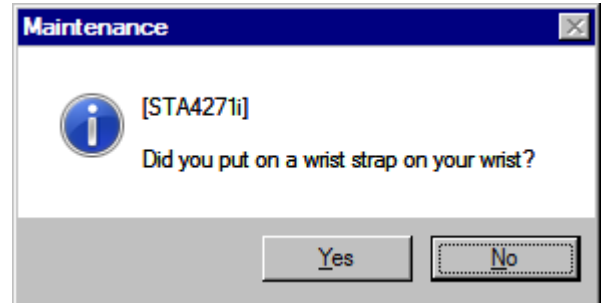 Maintenance
[STA4271i]
Did you put on a wrist strap on your wrist?
Yes
No